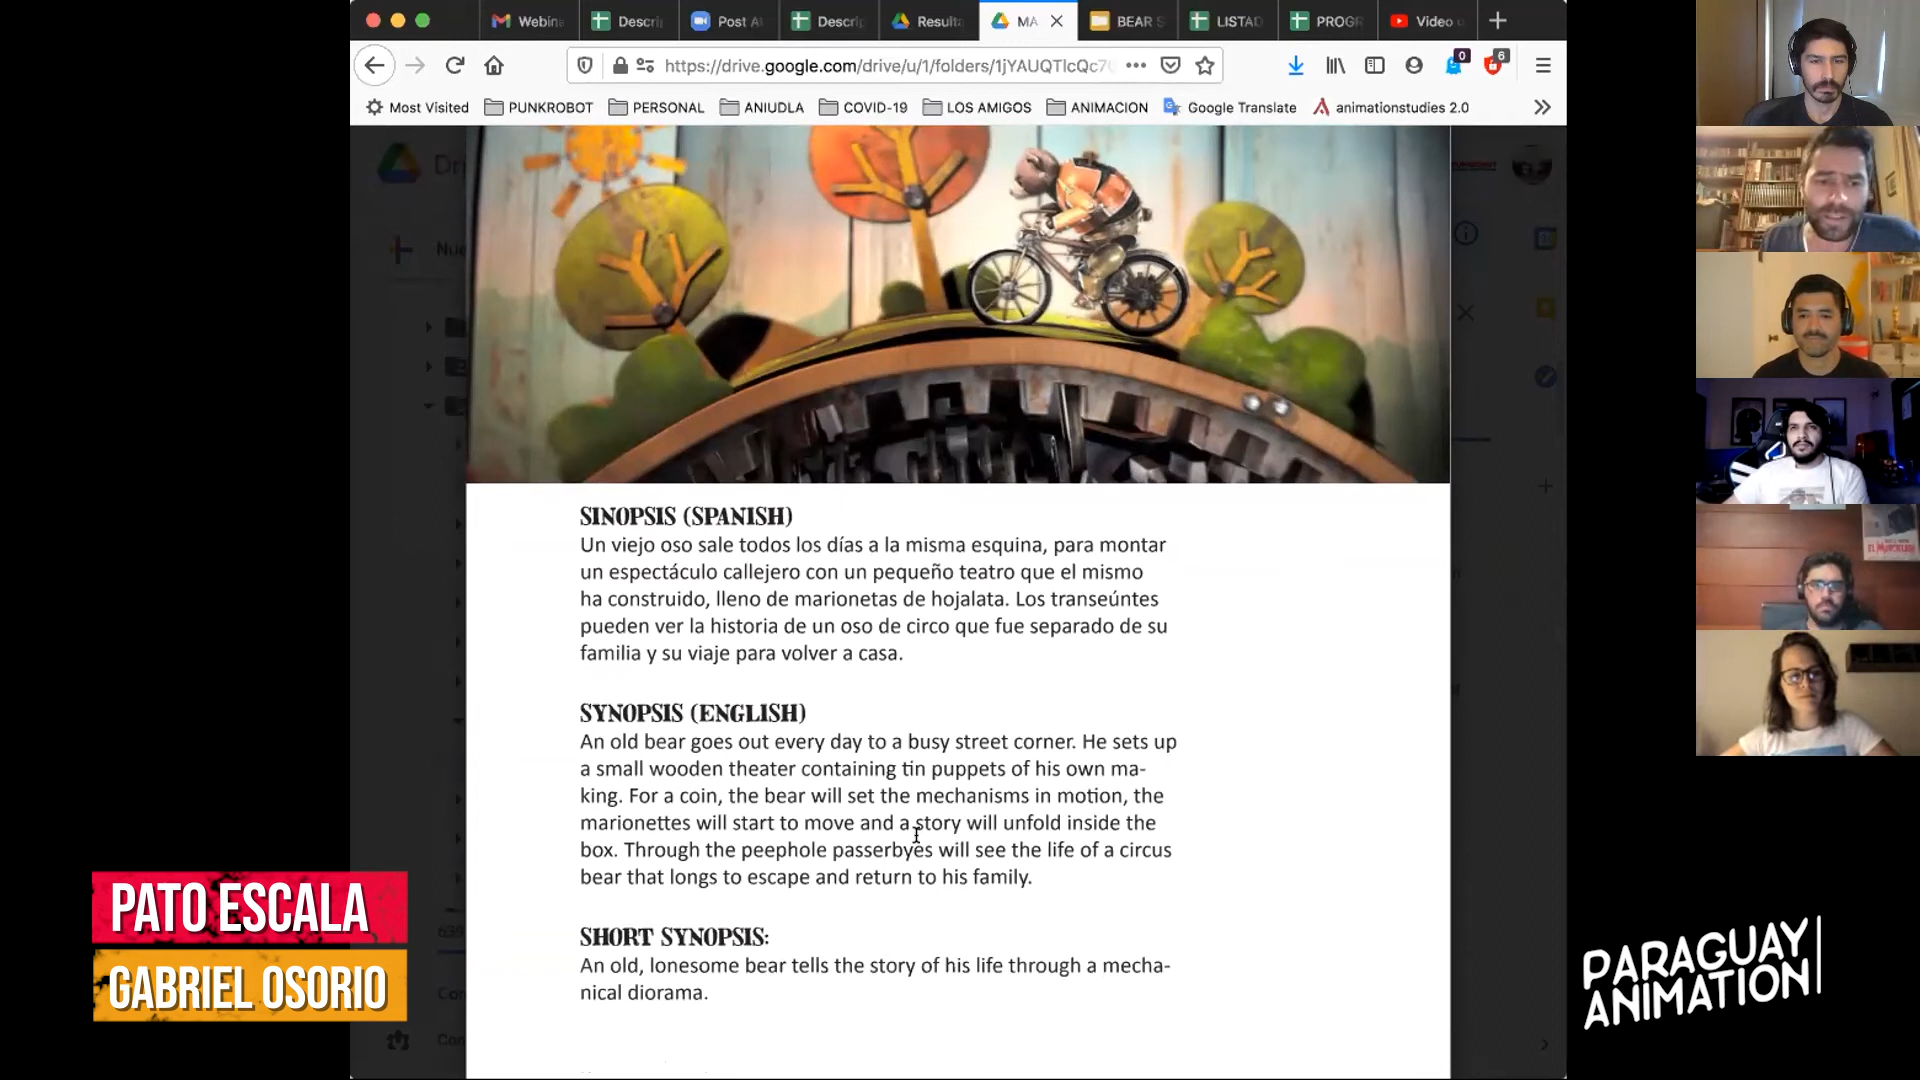 Webin
Descri
Post A
Descri
Result
MA
BEAR S
LISTAD
PROGR
Video
https://drive.google.com/drive/u/1/folders/1jYAUQTIcQc7
0
6
Most Visited
PUNKROBOT
PERSONAL
ANIUDLA
COVID-19
LOS AMIGOS
ANIMACION
Google Translate
animationstudies 2.0
SINOPSIS (SPANISH)
Un viejo oso sale todos los días a la misma esquina, para montar
un espectáculo callejero con un pequeño teatro que el mismo
ha construido, lleno de marionetas de hojalata. Los transeúntes
pueden ver la historia de un oso de circo que fue separado de su
familia y su viaje para volver a casa.
SYNOPSIS (ENGLISH)
An old bear goes out every day to a busy street corner. He sets up
a small wooden theater containing tin puppets of his own ma-
king. For a coin, the bear will set the mechanisms in motion, the
marionettes will start to move and a story will unfold inside the
box. Through the peephole passerbyes will see the life of a circus
bear that longs to escape and return to his family.
SHORT SYNOPSIS:
An old, lonesome bear tells the story of his life through a mecha-
nical diorama.
PATO ESCALA
GABRIEL OSORIO
PARAGUAY
ANIMATION